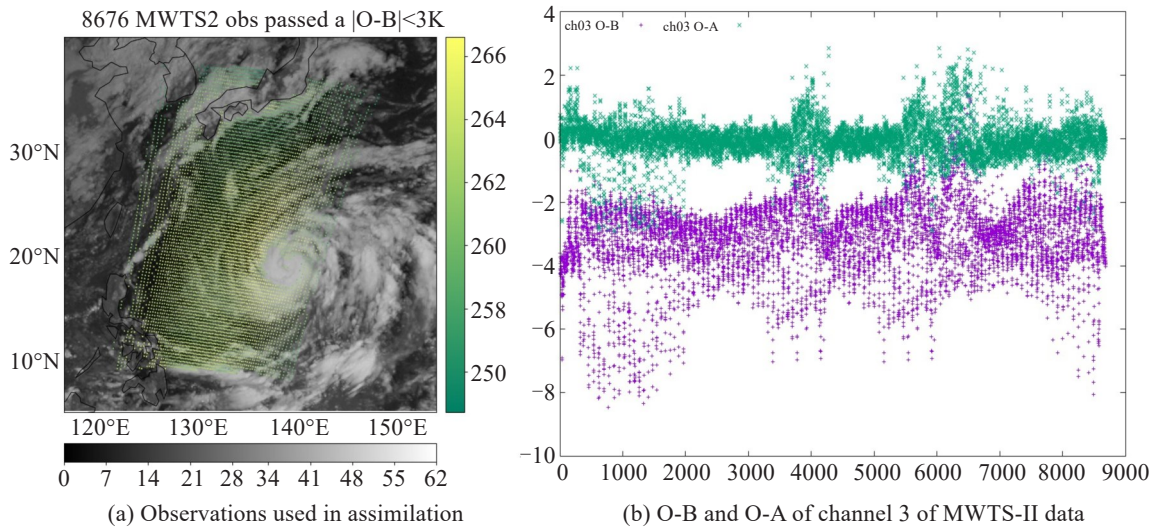 8676 MWTS2 obs passed a |O-B|<3K
30°N
20°N
10°N
120°E 130°E 140°E 150°E
266
264
262
260
258
250
0 7 14 21 28 34 41 48 55 62
(a) Observations used in assimilation
ch03 O-B + ch03 O-A ×
4
2
0
−2
−4
−6
−8
−10
0 1000 2000 3000 4000 5000 6000 7000 8000 9000
(b) O-B and O-A of channel 3 of MWTS-II data